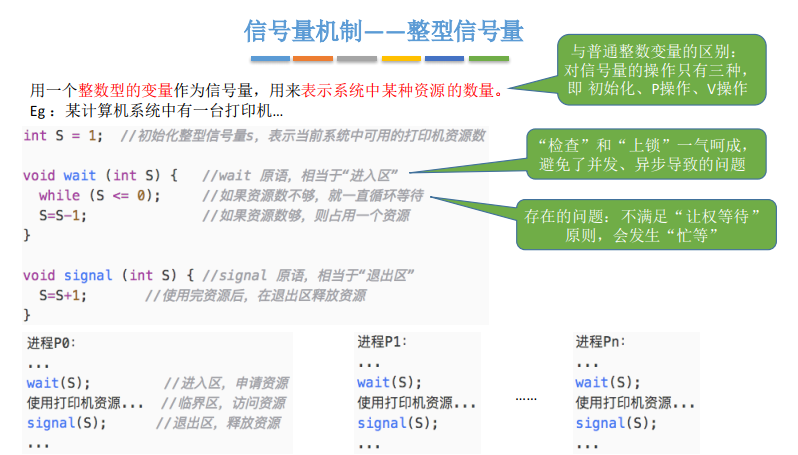 信号量机制——整型信号量
与普通整数变量的区别:
对信号量的操作只有三种,
即 初始化、P操作、V操作
用一个整数型的变量作为信号量，用来表示系统中某种资源的数量。
Eg：某计算机系统中有一台打印机…
int S = 1;  //初始化整型信号量s，表示当前系统中可用的打印机资源数
“检查”和“上锁”一气呵成，
避免了并发、异步导致的问题
void wait (int S) {   //wait 原语，相当于“进入区”
while (S <= 0);      //如果资源数不够，就一直循环等待
S=S-1;               //如果资源数够，则占用一个资源
}
存在的问题：不满足“让权等待”
原则，会发生“忙等”
void signal (int S) { //signal 原语，相当于“退出区”
S=S+1;       //使用完资源后，在退出区释放资源
}
进程P0:
...
wait(S);         //进入区，申请资源
使用打印机资源...  //临界区，访问资源
signal(S);      //退出区，释放资源
...
进程P1:
...
wait(S);
使用打印机资源...
signal(S);
...
……
进程Pn:
...
wait(S);
使用打印机资源...
signal(S);
...